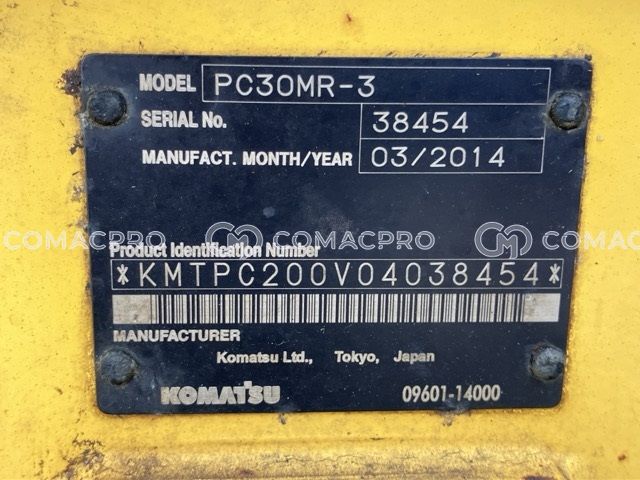 MODEL PC30MR-3
SERIAL No. 38454
MANUFACT. MONTH/YEAR 03/2014
COMACPRO COMACPRO
Product Identification Number
*KMTPC200V04038454*
MANUFACTURER
Komatsu Ltd., Tokyo, Japan
KOMATSU 09601-14000